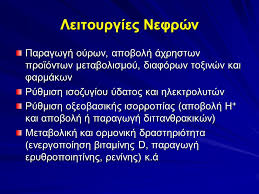 Λειτουργίες Νεφρών
Παραγωγή ούρων, αποβολή άχρηστων
προϊόντων μεταβολισμού, διαφόρων τοξινών και
φαρμάκων
Ρύθμιση ισοζυγίου ύδατος και ηλεκτρολυτών
Ρύθμιση οξεοβασικής ισορροπίας (αποβολή H⁺
και αποβολή ή παραγωγή διττανθρακικών)
Μεταβολική και ορμονική δραστηριότητα
(ενεργοποίηση βιταμίνης D, παραγωγή
ερυθροποιητίνης, ρενίνης) κ.ά